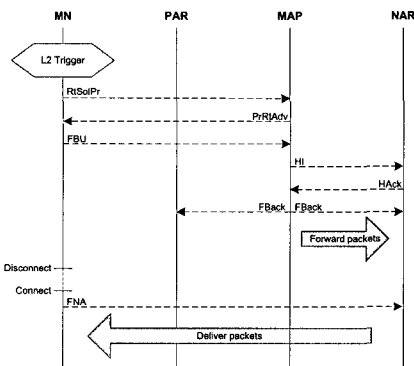 MN PAR MAP NAR
L2 Trigger
RtSolPr
PrRtAdv
FBU
HI
HAck
FBack FBack
Forward packets
Disconnect
Connect
FNA
Deliver packets